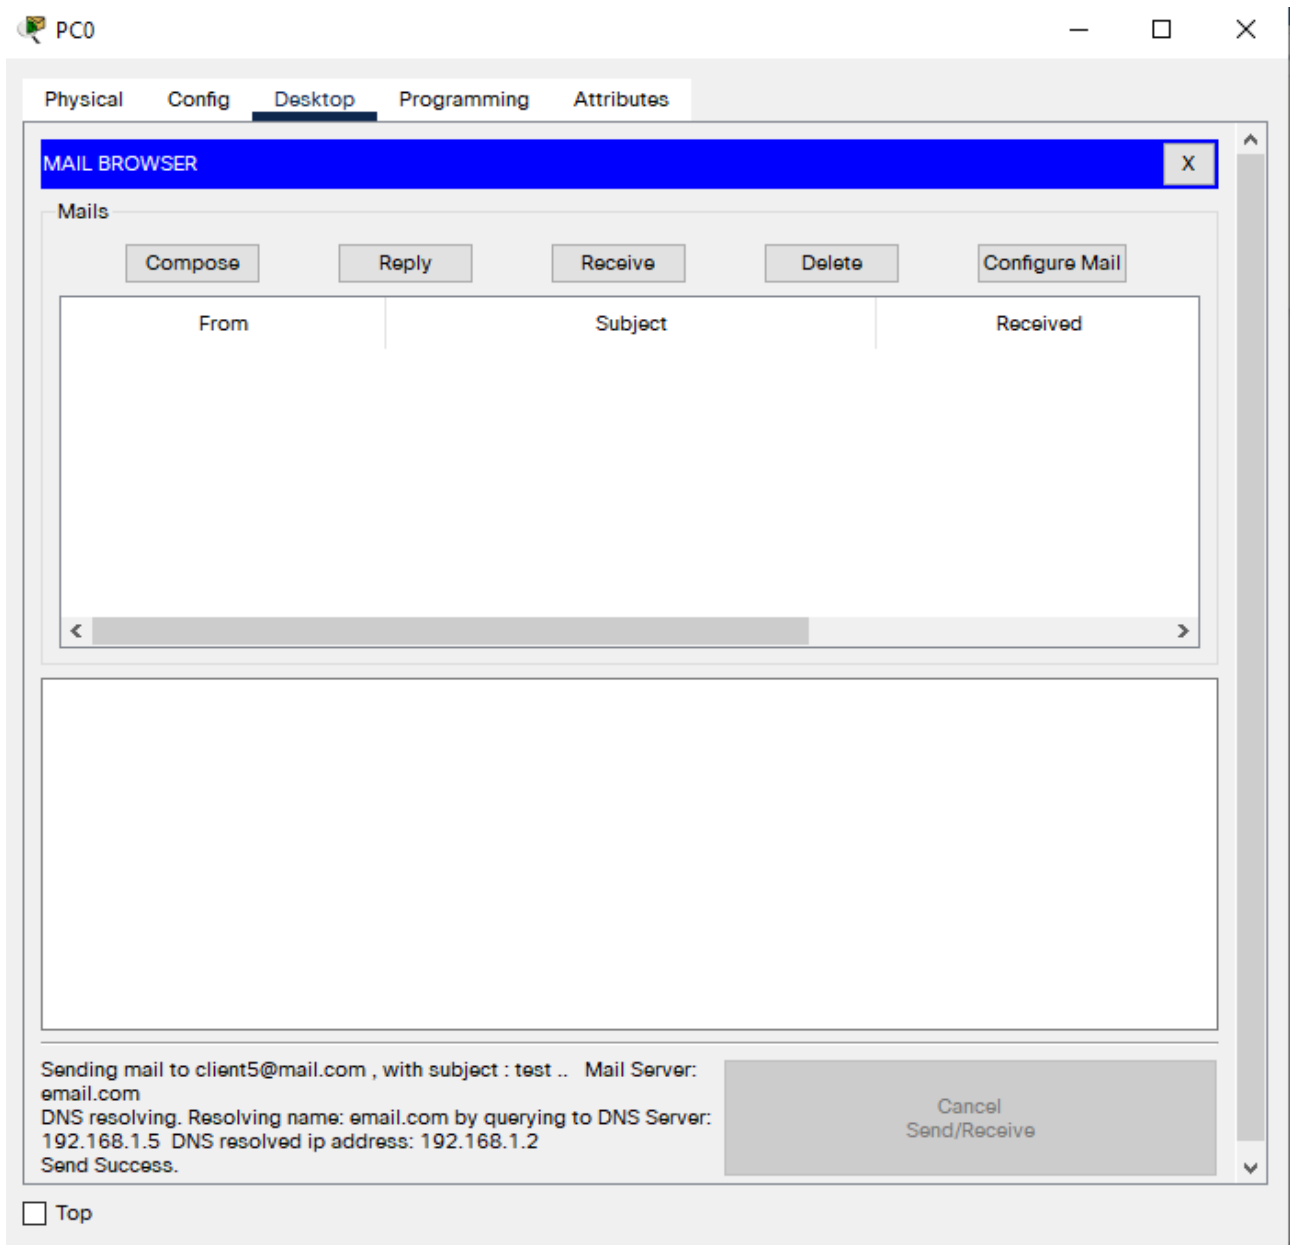 PC0
Physical Config Desktop Programming Attributes
MAIL BROWSER X
Mails
Compose Reply Receive Delete Configure Mail
From Subject Received
Sending mail to client5@mail.com , with subject : test .. Mail Server:
email.com
DNS resolving. Resolving name: email.com by querying to DNS Server:
192.168.1.5 DNS resolved ip address: 192.168.1.2
Send Success.
Cancel
Send/Receive
Top